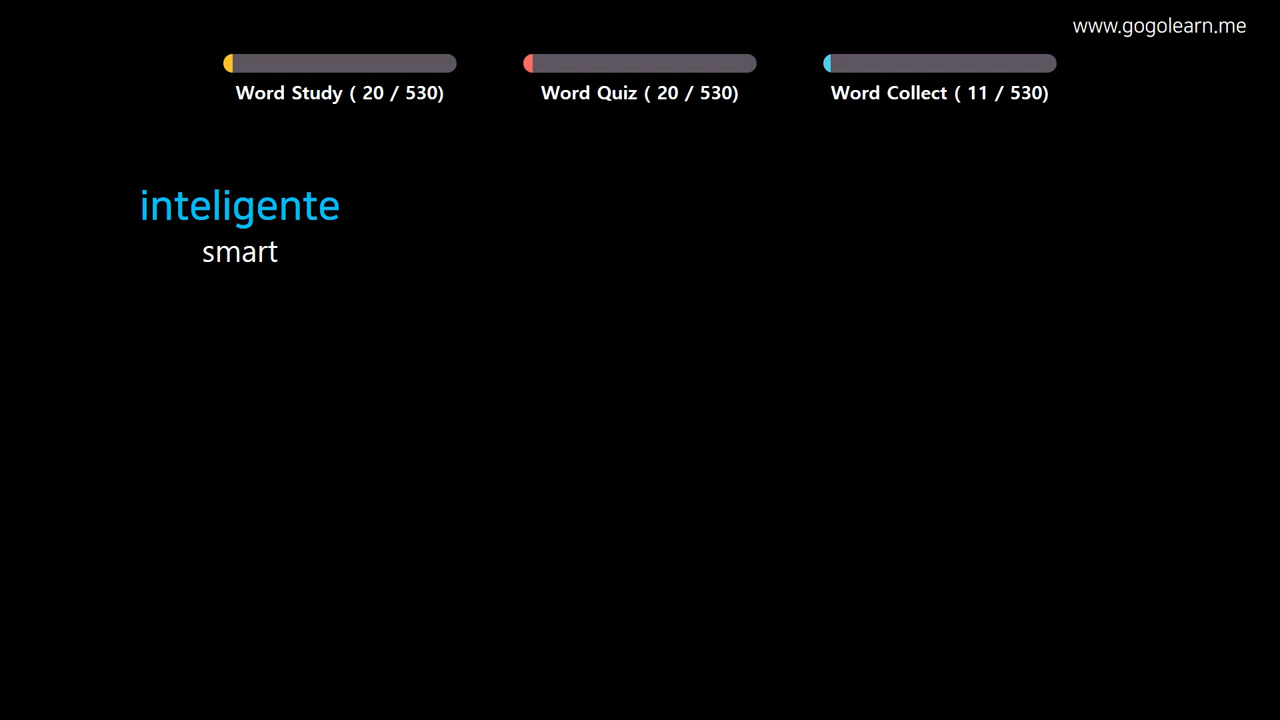 www.gogolearn.me
Word Study ( 20 / 530)
Word Quiz ( 20 / 530)
Word Collect ( 11 / 530)
inteligente
smart